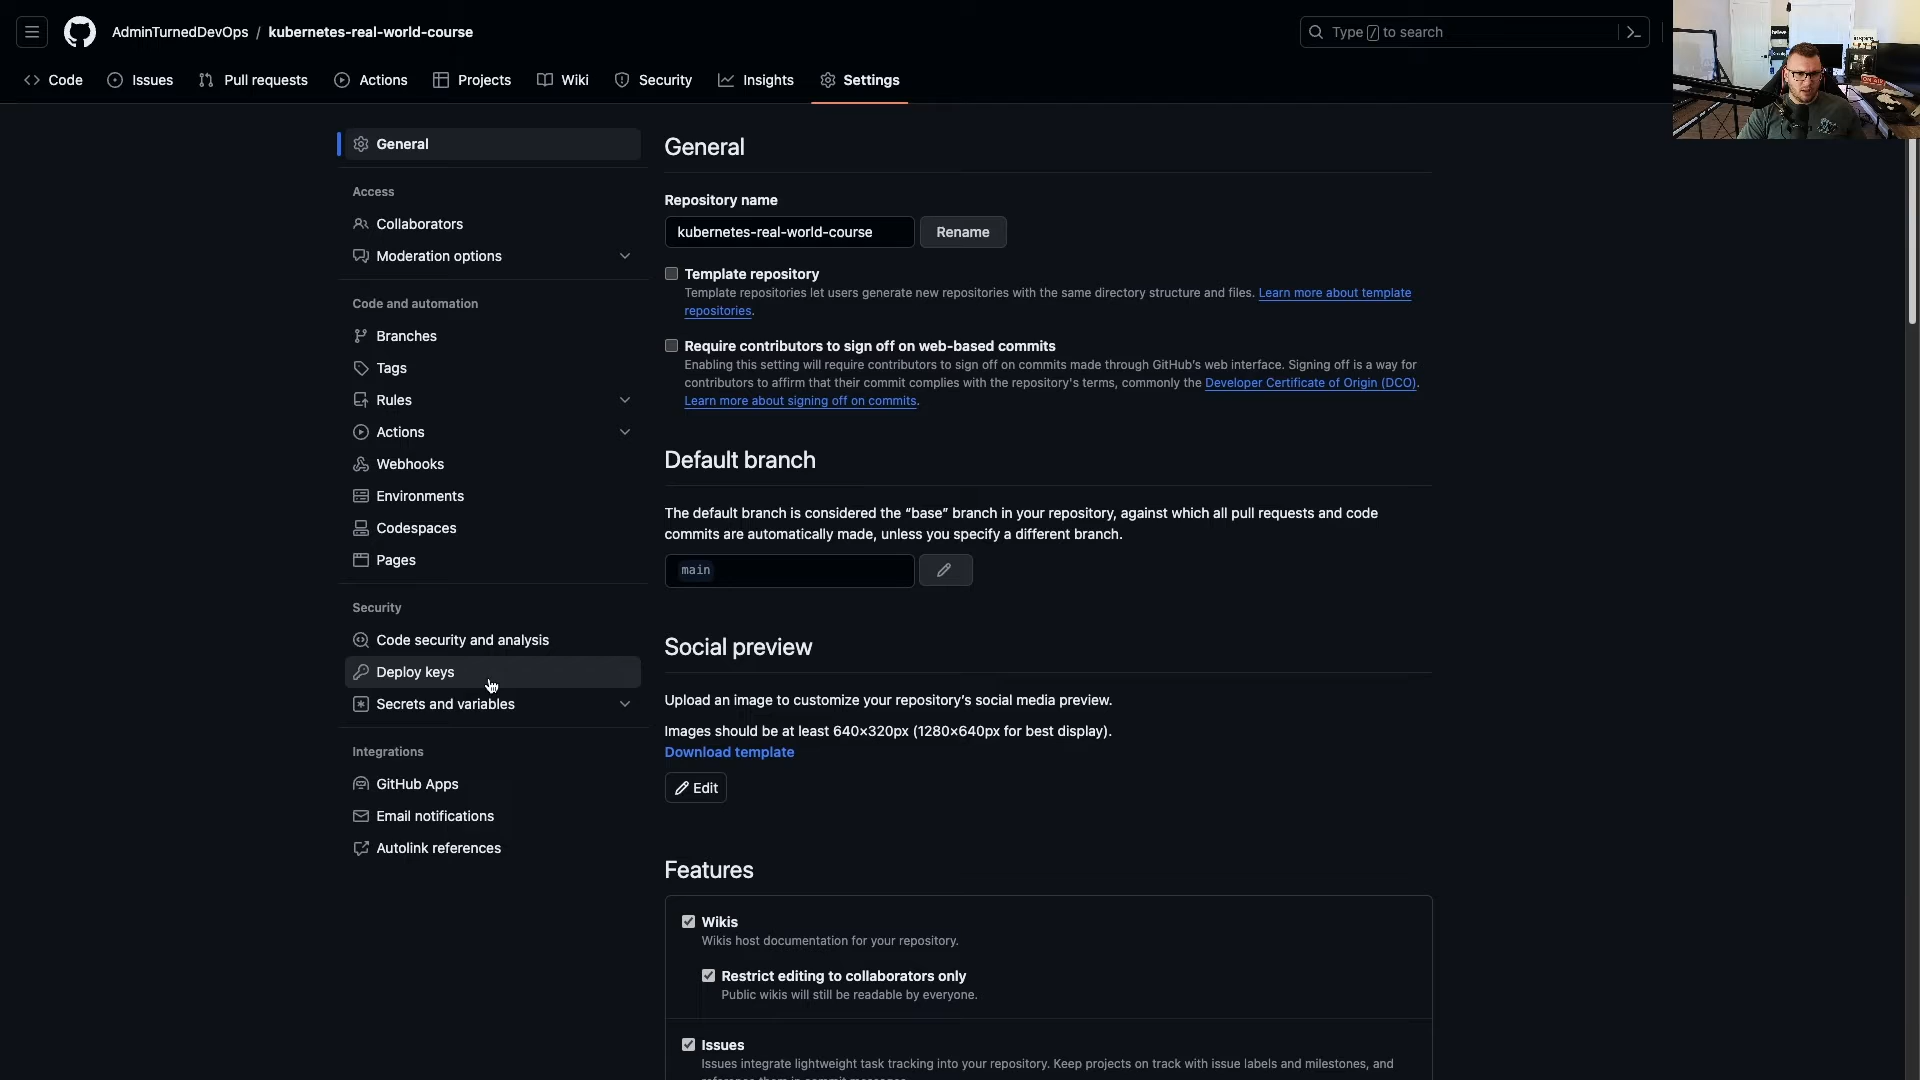 AdminTurnedDevOps / kubernetes-real-world-course
Type / to search
Code
Issues
Pull requests
Actions
Projects
Wiki
Security
Insights
Settings
General
Access
Collaborators
Moderation options
Code and automation
Branches
Tags
Rules
Actions
Webhooks
Environments
Codespaces
Pages
Security
Code security and analysis
Deploy keys
Secrets and variables
Integrations
GitHub Apps
Email notifications
Autolink references
General
Repository name
kubernetes-real-world-course
Rename
Template repository
Template repositories let users generate new repositories with the same directory structure and files. Learn more about template
repositories.
Require contributors to sign off on web-based commits
Enabling this setting will require contributors to sign off on commits made through GitHub's web interface. Signing off is a way for
contributors to affirm that their commit complies with the repository's terms, commonly the Developer Certificate of Origin (DCO).
Learn more about signing off on commits.
Default branch
The default branch is considered the “base” branch in your repository, against which all pull requests and code
commits are automatically made, unless you specify a different branch.
main
Social preview
Upload an image to customize your repository's social media preview.
Images should be at least 640×320px (1280×640px for best display).
Download template
Edit
Features
Wikis
Wikis host documentation for your repository.
Restrict editing to collaborators only
Public wikis will still be readable by everyone.
Issues
Issues integrate lightweight task tracking into your repository. Keep projects on track with issue labels and milestones, and